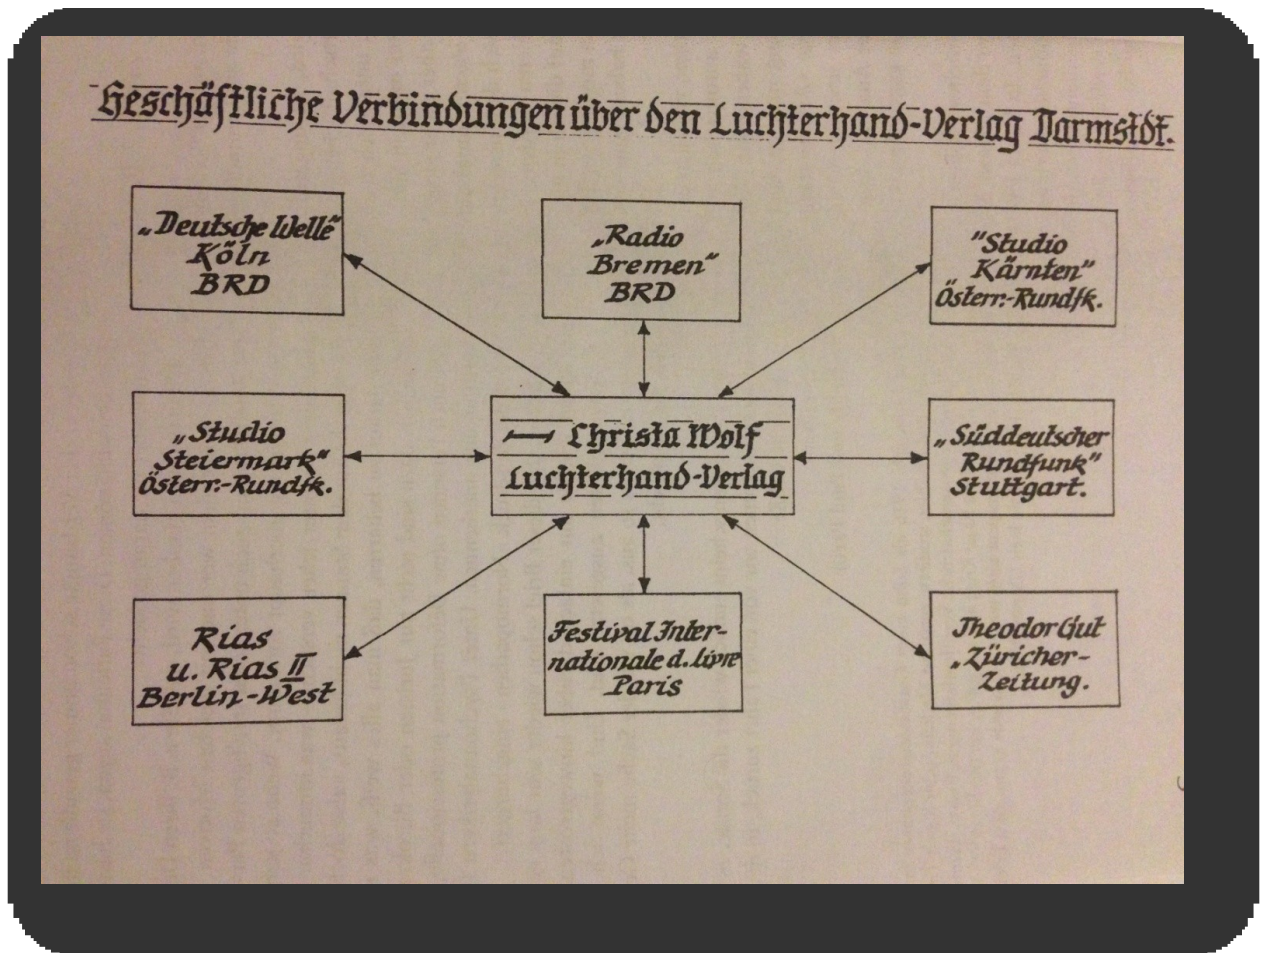 Geschäftliche Verbindungen über den Luchterhand-Verlag Darmstdt.
„Deutsche Welle“
Köln
BRD
„Radio
Bremen“
BRD
"Studio
Kärnten"
Österr.-Rundfk.
„Studio
Steiermark“
Österr.-Rundfk.
Christa Wolf
Luchterhand-Verlag
„Süddeutscher
Rundfunk”
Stuttgart.
Rias
u. Rias II
Berlin-West
Festival Inter-
nationale d. livre
Paris
Theodor Gut
„Züricher-
Zeitung.